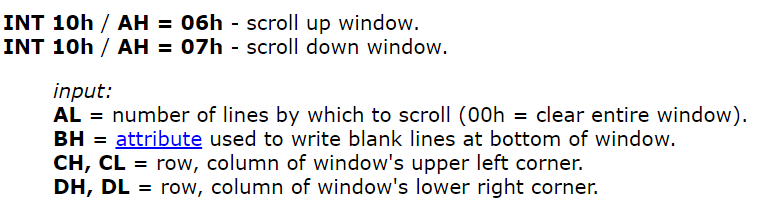 INT 10h / AH = 06h - scroll up window.
INT 10h / AH = 07h - scroll down window.
input:
AL = number of lines by which to scroll (00h = clear entire window).
BH = attribute used to write blank lines at bottom of window.
CH, CL = row, column of window's upper left corner.
DH, DL = row, column of window's lower right corner.